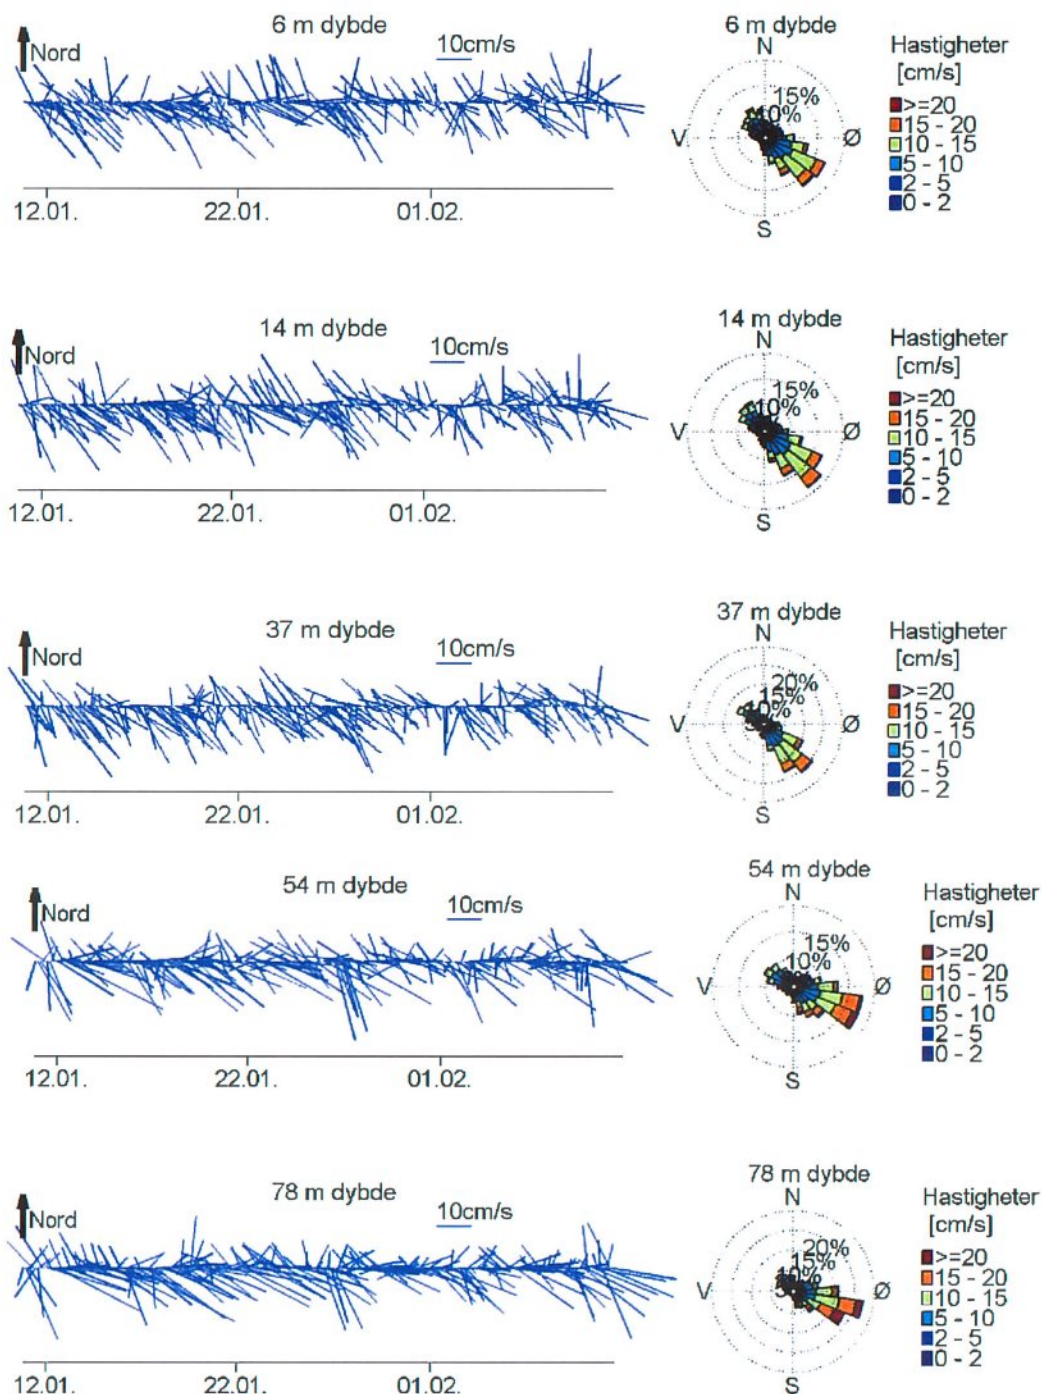 6 m dybde
Nord
10cm/s
12.01. 22.01. 01.02.
6 m dybde
N
15%
10%
V Ø
S
Hastigheter
[cm/s]
>=20
15 - 20
10 - 15
5 - 10
2 - 5
0 - 2
14 m dybde
Nord
10cm/s
12.01. 22.01. 01.02.
14 m dybde
N
15%
10%
V Ø
S
Hastigheter
[cm/s]
>=20
15 - 20
10 - 15
5 - 10
2 - 5
0 - 2
37 m dybde
Nord
10cm/s
12.01. 22.01. 01.02.
37 m dybde
N
20%
15%
10%
V Ø
S
Hastigheter
[cm/s]
>=20
15 - 20
10 - 15
5 - 10
2 - 5
0 - 2
54 m dybde
Nord
10cm/s
12.01. 22.01. 01.02.
54 m dybde
N
15%
10%
V Ø
S
Hastigheter
[cm/s]
>=20
15 - 20
10 - 15
5 - 10
2 - 5
0 - 2
78 m dybde
Nord
10cm/s
12.01. 22.01. 01.02.
78 m dybde
N
20%
15%
10%
V Ø
S
Hastigheter
[cm/s]
>=20
15 - 20
10 - 15
5 - 10
2 - 5
0 - 2